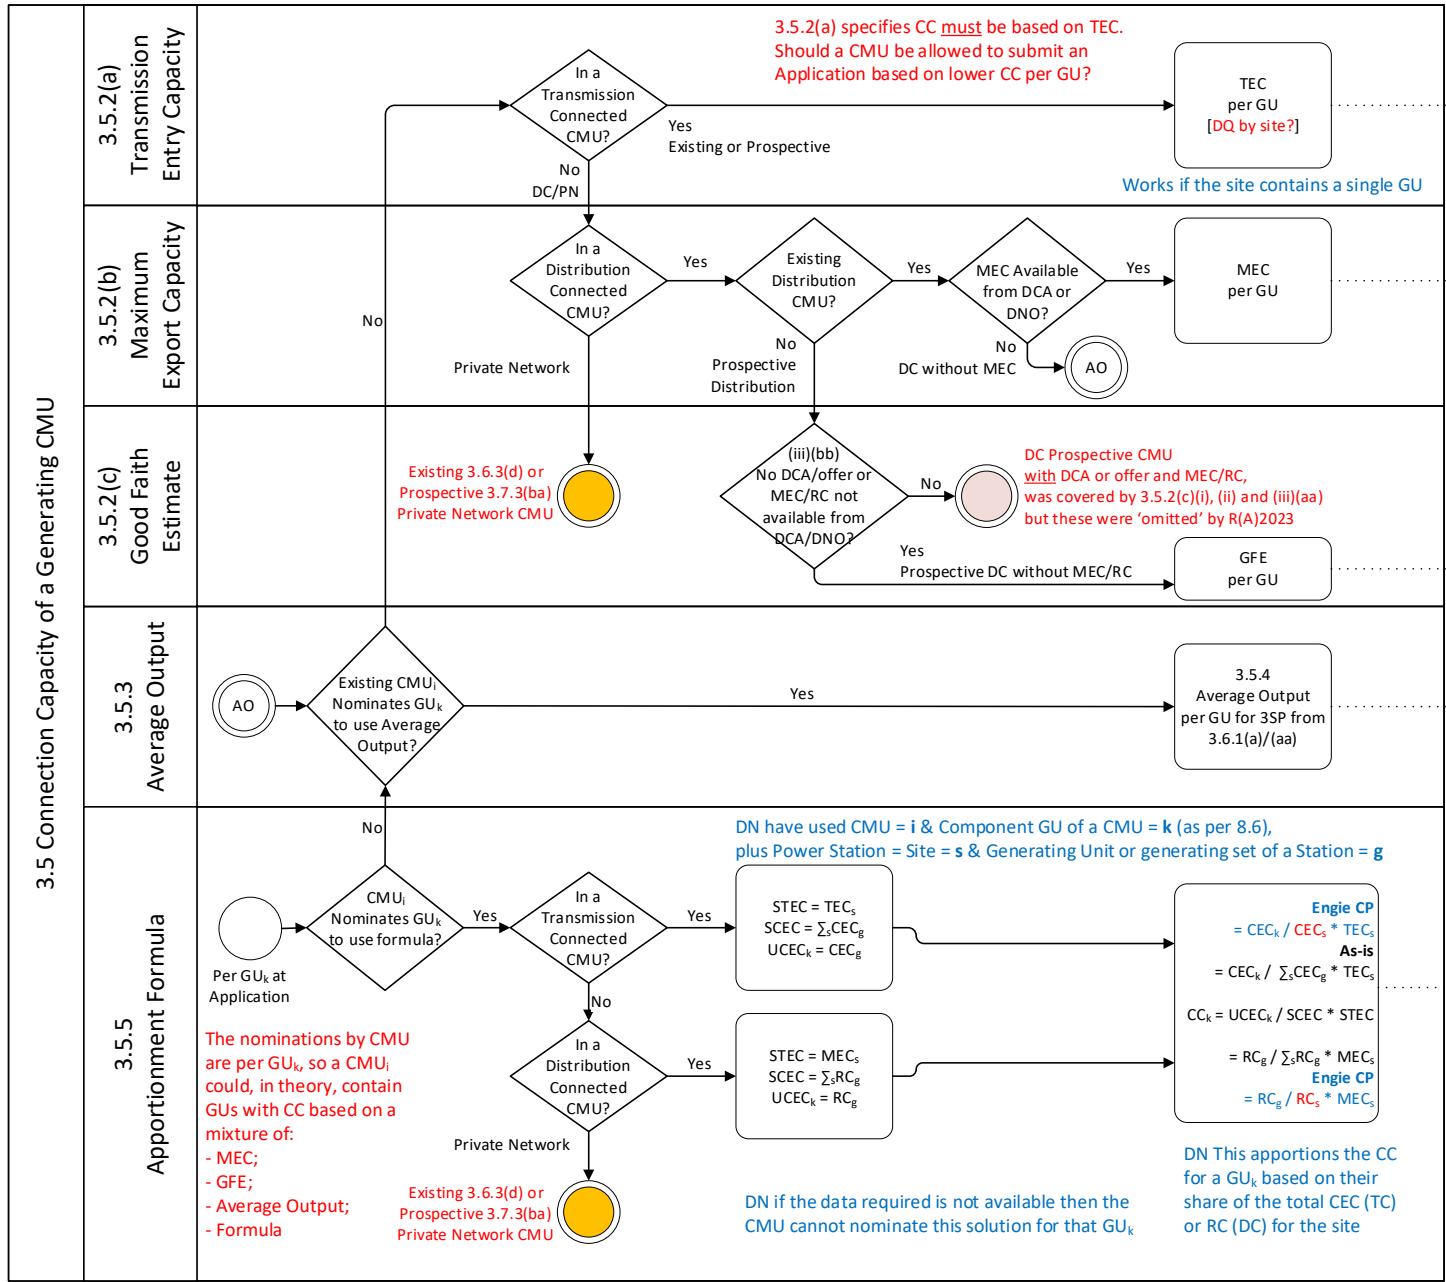 3.5 Connection Capacity of a Generating CMU
3.5.2(a)
Transmission
Entry Capacity
In a
Transmission
Connected
CMU?
Yes
Existing or Prospective
No
DC/PN
3.5.2(a) specifies CC must be based on TEC.
Should a CMU be allowed to submit an
Application based on lower CC per GU?
TEC
per GU
[DQ by site?]
Works if the site contains a single GU
3.5.2(b)
Maximum
Export Capacity
No
In a
Distribution
Connected
CMU?
Yes
Private Network
Existing
Distribution
CMU?
Yes
No
Prospective
Distribution
MEC Available
from DCA or
DNO?
Yes
No
DC without MEC
AO
MEC
per GU
3.5.2(c)
Good Faith
Estimate
Existing 3.6.3(d) or
Prospective 3.7.3(ba)
Private Network CMU
(iii)(bb)
No DCA/offer or
MEC/RC not
available from
DCA/DNO?
No
DC Prospective CMU
with DCA or offer and MEC/RC,
was covered by 3.5.2(c)(i), (ii) and (iii)(aa)
but these were ‘omitted’ by R(A)2023
Yes
Prospective DC without MEC/RC
GFE
per GU
3.5.3
Average Output
AO
Existing CMUi
Nominates GUk
to use Average
Output?
Yes
3.5.4
Average Output
per GU for 3SP from
3.6.1(a)/(aa)
3.5.5
Apportionment Formula
No
DN have used CMU = i & Component GU of a CMU = k (as per 8.6),
plus Power Station = Site = s & Generating Unit or generating set of a Station = g
Per GUk at
Application
CMUi
Nominates GUk
to use formula?
Yes
In a
Transmission
Connected
CMU?
Yes
No
STEC = TECs
SCEC = ∑sCECg
UCECk = CECg
In a
Distribution
Connected
CMU?
Yes
Private Network
STEC = MECs
SCEC = ∑sRCg
UCECk = RCg
Engie CP
= CECk / CECs * TECs
As-is
= CECk / ∑sCECg * TECs
CCk = UCECk / SCEC * STEC
= RCg / ∑sRCg * MECs
Engie CP
= RCg / RCs * MECs
The nominations by CMU
are per GUk, so a CMUi
could, in theory, contain
GUs with CC based on a
mixture of:
- MEC;
- GFE;
- Average Output;
- Formula
Existing 3.6.3(d) or
Prospective 3.7.3(ba)
Private Network CMU
DN if the data required is not available then the
CMU cannot nominate this solution for that GUk
DN This apportions the CC
for a GUk based on their
share of the total CEC (TC)
or RC (DC) for the site